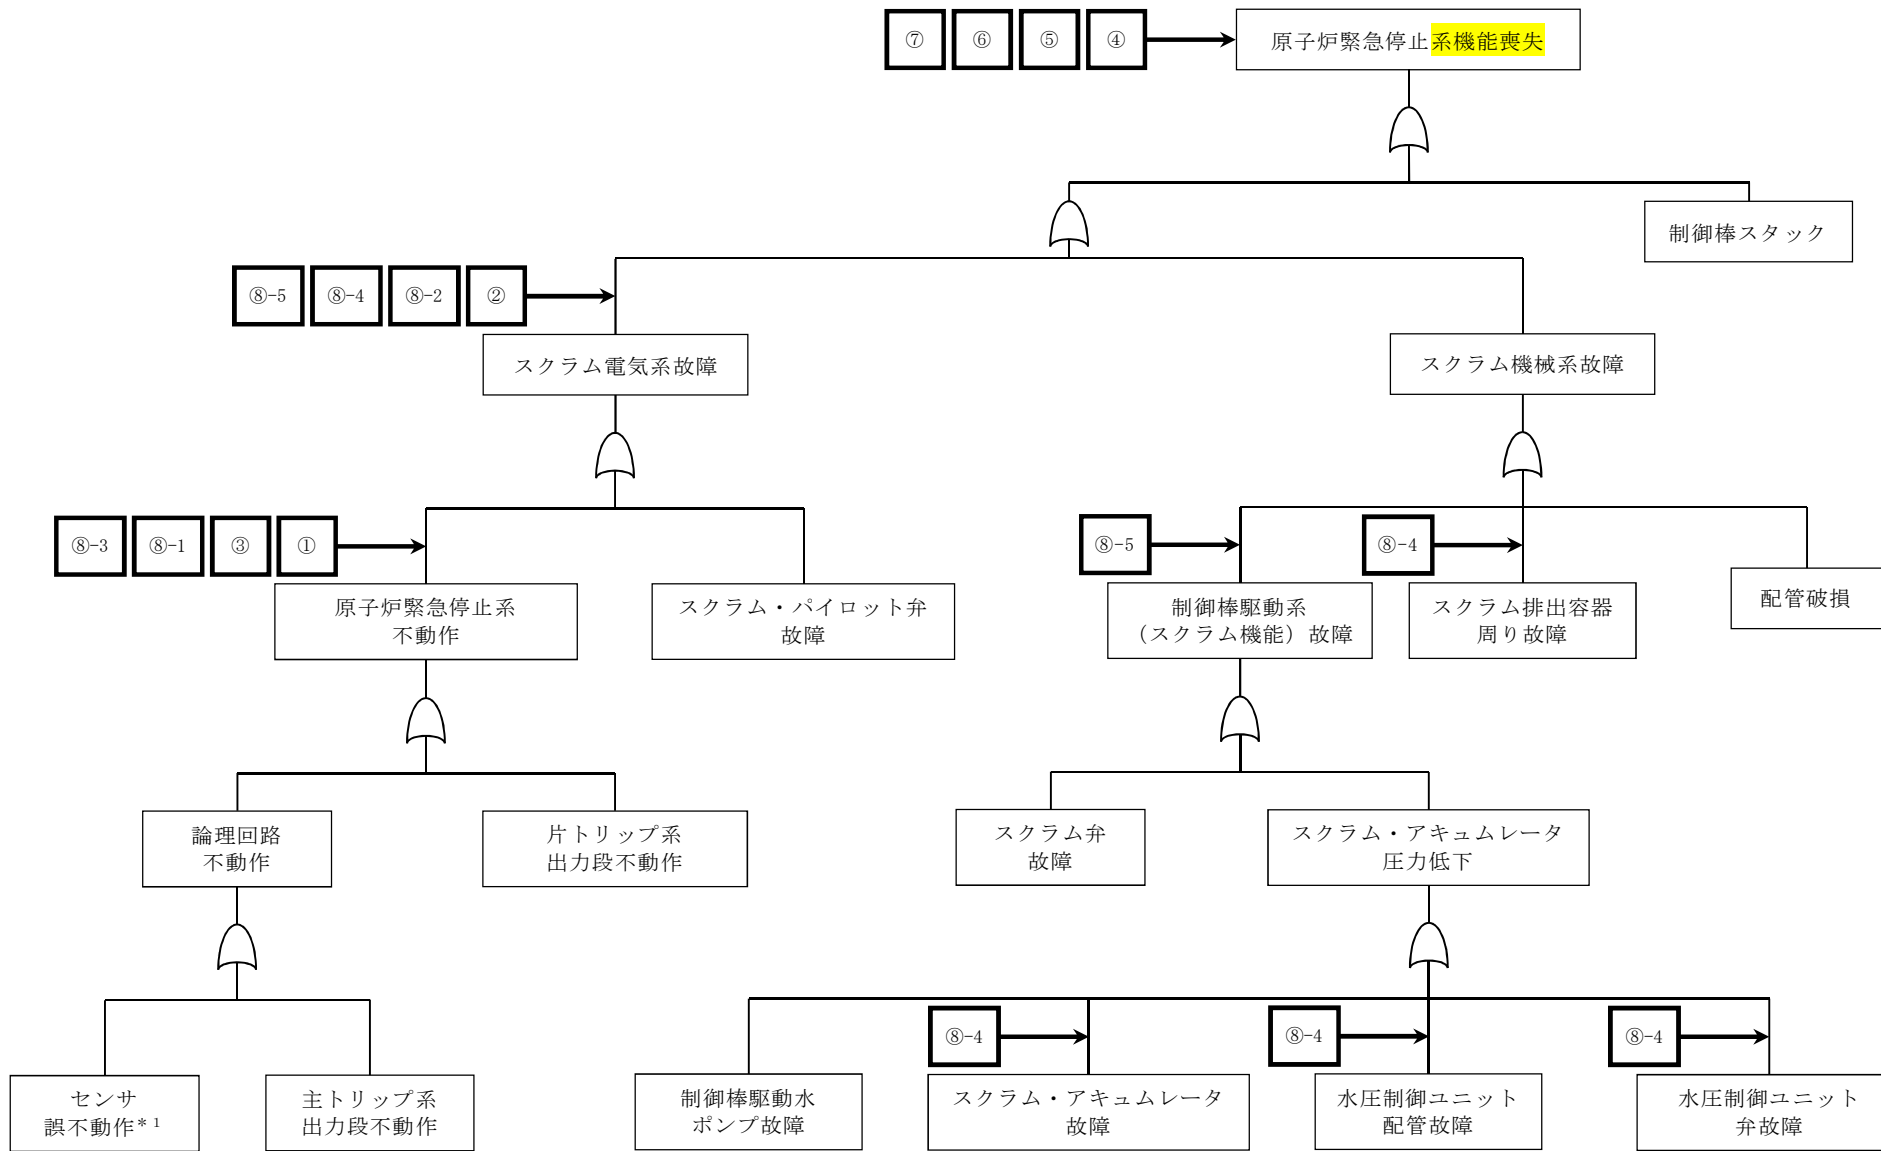 ⑦ ⑥ ⑤ ④ 原子炉緊急停止系機能喪失
制御棒スタック
⑧-5 ⑧-4 ⑧-2 ②
スクラム電気系故障
スクラム機械系故障
⑧-3 ⑧-1 ③ ①
⑧-5
⑧-4
原子炉緊急停止系
不動作
スクラム・パイロット弁
故障
制御棒駆動系
（スクラム機能）故障
スクラム排出容器
周り故障
配管破損
論理回路
不動作
片トリップ系
出力段不動作
スクラム弁
故障
スクラム・アキュムレータ
圧力低下
⑧-4
⑧-4
⑧-4
センサ
誤不動作*1
主トリップ系
出力段不動作
制御棒駆動水
ポンプ故障
スクラム・アキュムレータ
故障
水圧制御ユニット
配管故障
水圧制御ユニット
弁故障